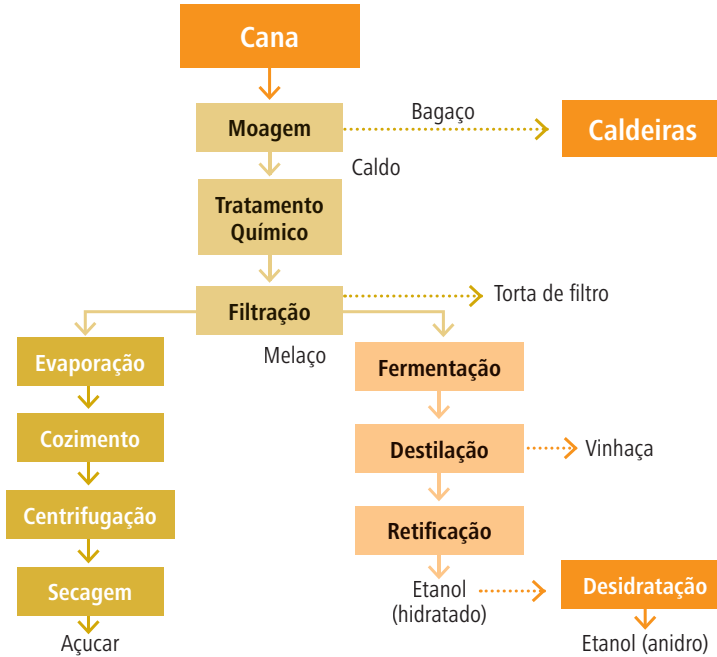 Cana
Moagem
Bagaço
Caldeiras
Caldo
Tratamento
Químico
Filtração
Torta de filtro
Melaço
Evaporação
Cozimento
Centrifugação
Secagem
Açucar
Fermentação
Destilação
Vinhaça
Retificação
Etanol
(hidratado)
Desidratação
Etanol (anidro)